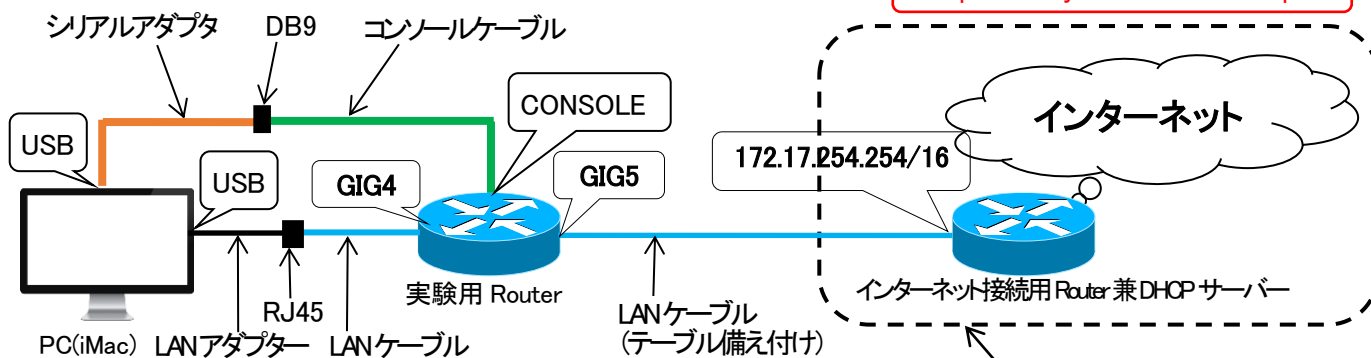 シリアルアダプタ
DB9
コンソールケーブル
CONSOLE
インターネット
USB
172.17.254.254/16
USB
GIG4
GIG5
実験用 Router
インターネット接続用 Router 兼 DHCP サーバー
RJ45
LANケーブル
(テーブル備え付け)
PC(iMac)
LANアダプター
LANケーブル